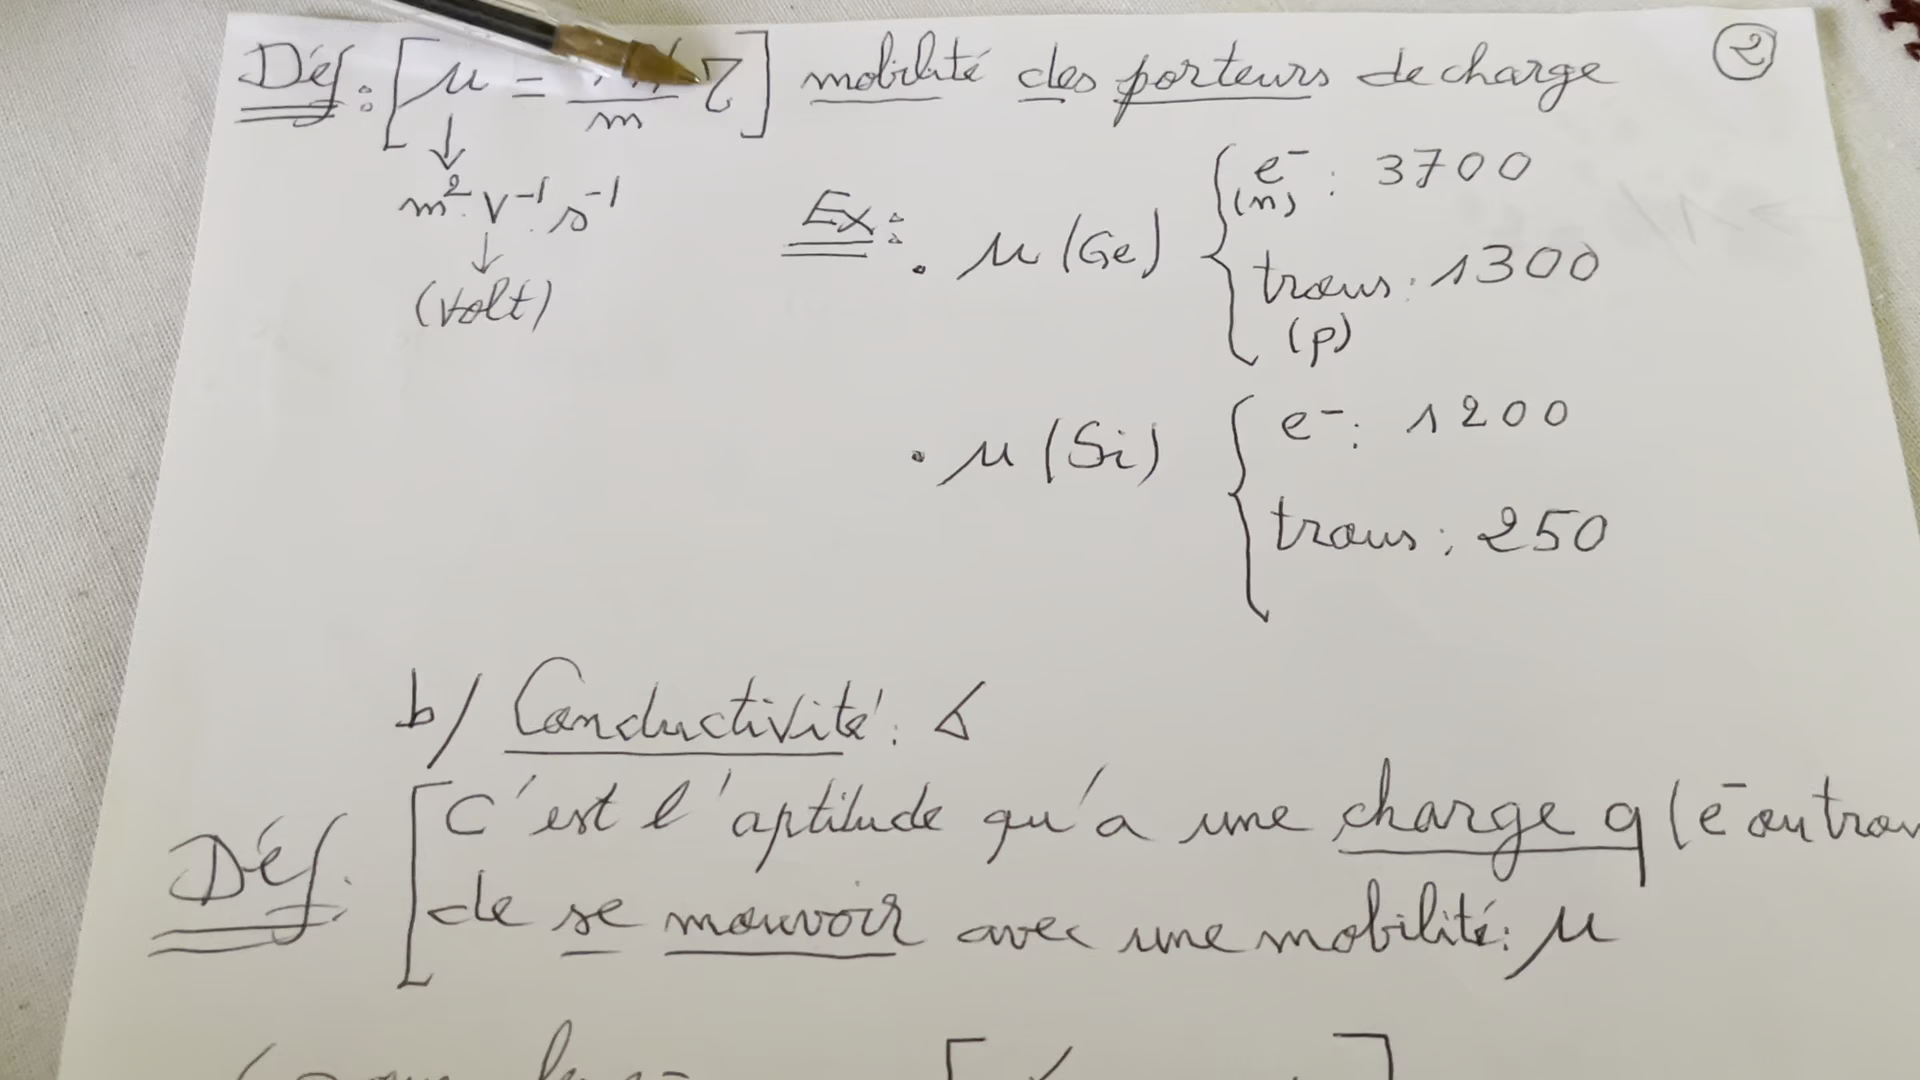 Déf: [μ = /m τ] mobilité des porteurs de charge
②
m².V⁻¹.s⁻¹
(volt)
Ex: . μ (Ge) { e⁻ : 3700
(n)
trous : 1300
(p)
. μ (Si) { e⁻ : 1200
trous : 250
b/ Conductivité : σ
Déf: [C'est l'aptitude qu'a une charge q (e⁻ ou trou
de se mouvoir avec une mobilité : μ